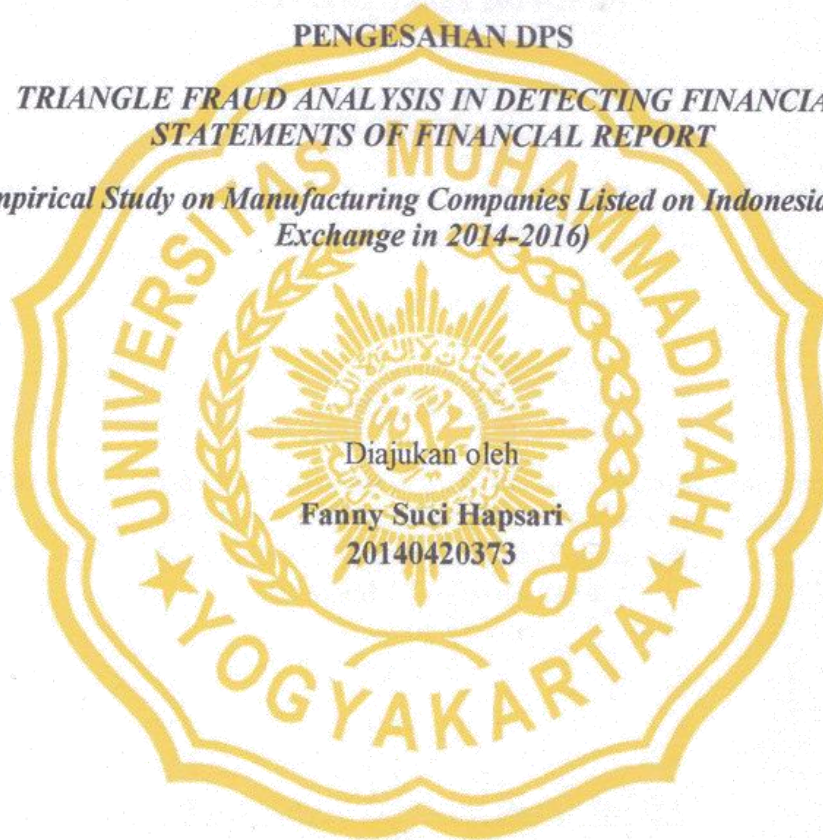 PENGESAHAN DPS
TRIANGLE FRAUD ANALYSIS IN DETECTING FINANCIA
STATEMENTS OF FINANCIAL REPORT
mpirical Study on Manufacturing Companies Listed on Indonesia
Exchange in 2014-2016)
UNIVERSITAS MUHAMMADIYAH
Diajukan oleh
Fanny Suci Hapsari
20140420373
★ YOGYAKARTA ★